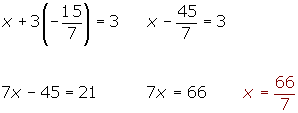 x + 3(-15/7) = 3    x - 45/7 = 3
7x - 45 = 21    7x = 66    x = 66/7